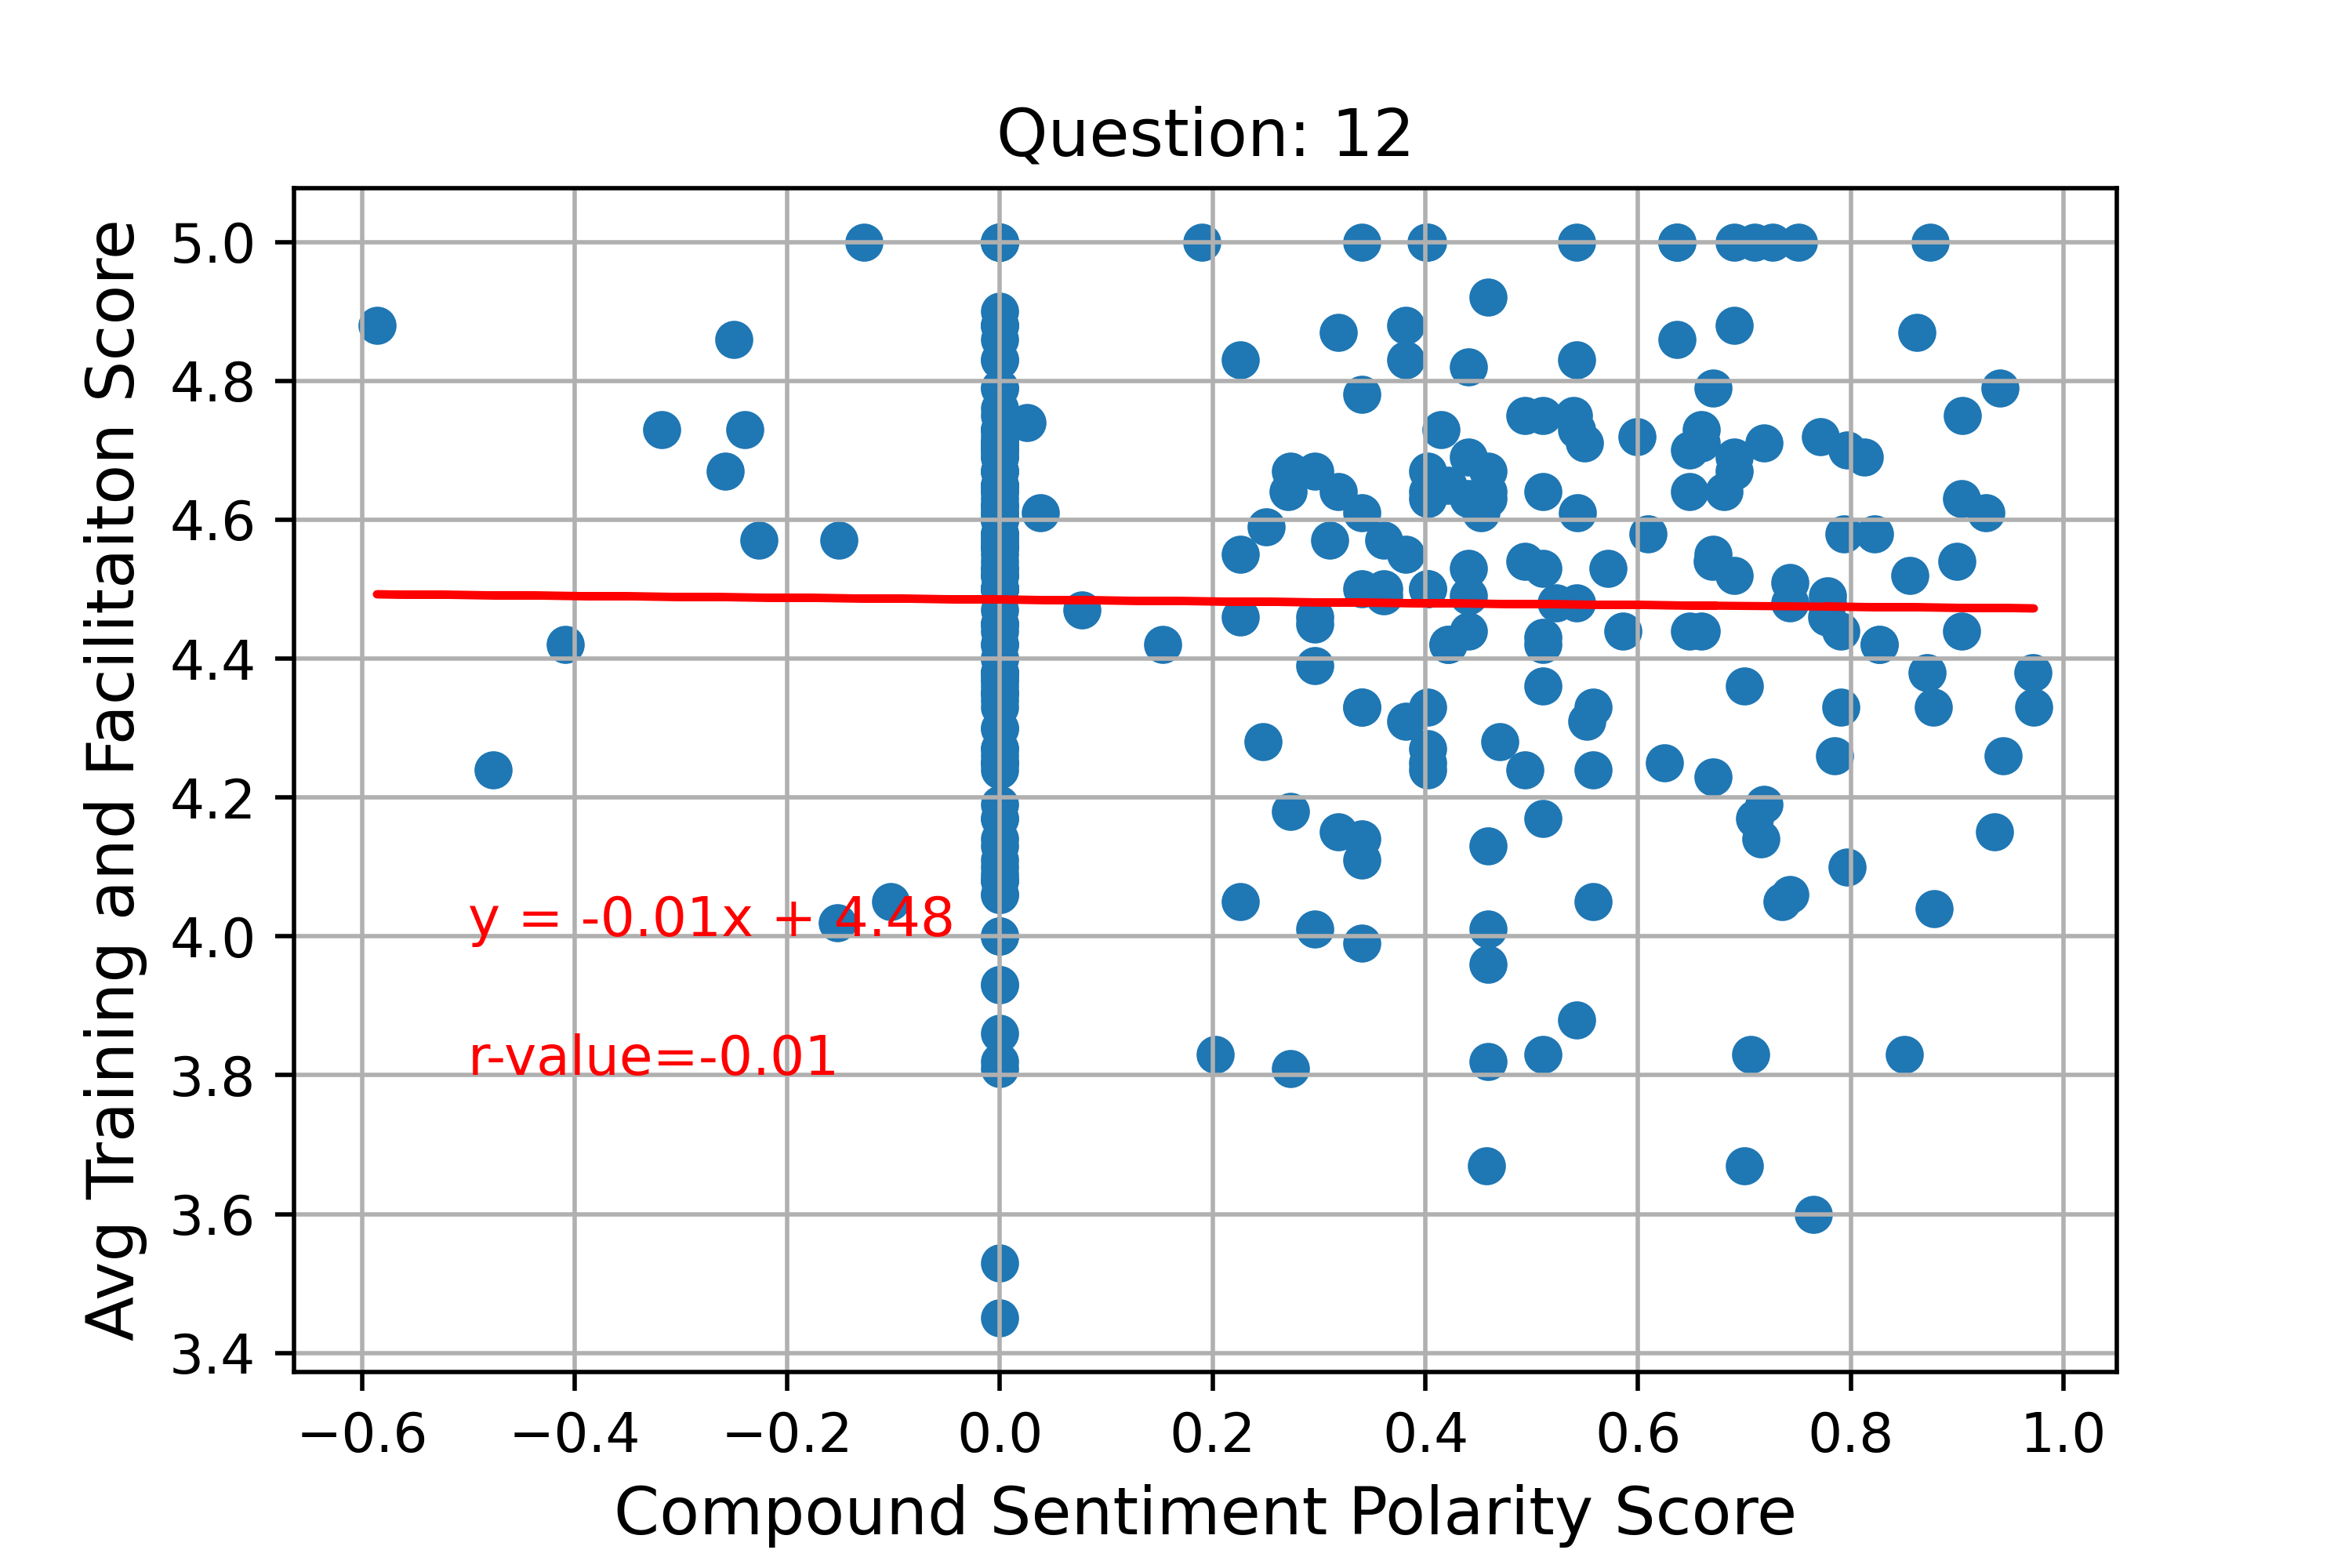 Question: 12
Avg Training and Facilitaiton Score
5.0
4.8
4.6
4.4
4.2
4.0
3.8
3.6
3.4
y = -0.01x + 4.48
r-value=-0.01
−0.6 −0.4 −0.2 0.0 0.2 0.4 0.6 0.8 1.0
Compound Sentiment Polarity Score